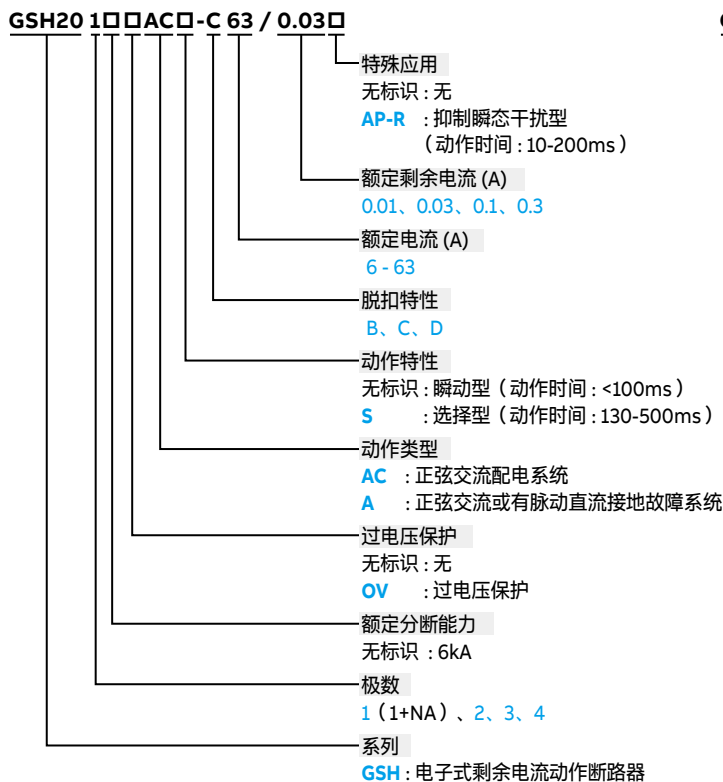 GSH20 1□□AC□-C 63 / 0.03□
特殊应用
无标识 : 无
AP-R : 抑制瞬态干扰型
（动作时间 : 10-200ms）
额定剩余电流 (A)
0.01、0.03、0.1、0.3
额定电流 (A)
6 - 63
脱扣特性
B、C、D
动作特性
无标识 : 瞬动型（动作时间 : <100ms）
S : 选择型（动作时间 : 130-500ms）
动作类型
AC : 正弦交流配电系统
A : 正弦交流或有脉动直流接地故障系统
过电压保护
无标识 : 无
OV : 过电压保护
额定分断能力
无标识 : 6kA
极数
1（1+NA）、2、3、4
系列
GSH : 电子式剩余电流动作断路器